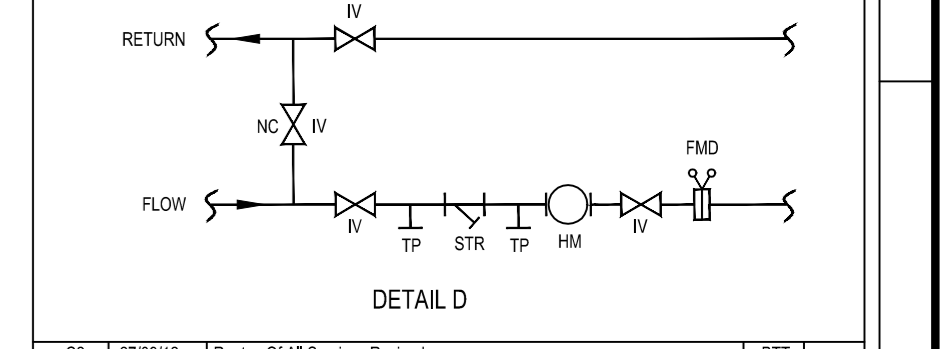 IV
RETURN
NC IV
FMD
FLOW
IV
TP
STR
TP
HM
IV
DETAIL D